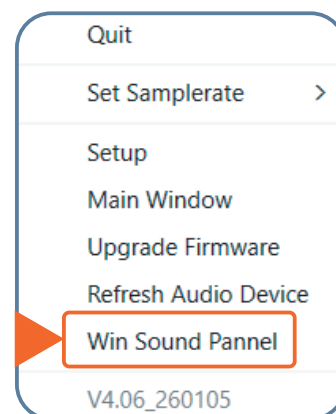 Quit
Set Samplerate >
Setup
Main Window
Upgrade Firmware
Refresh Audio Device
Win Sound Pannel
V4.06_260105